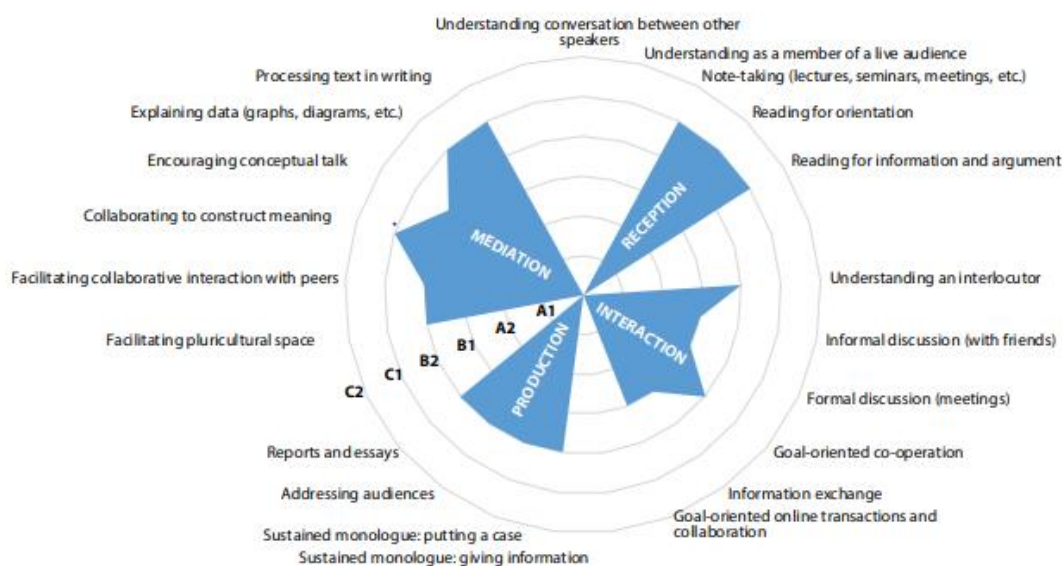 Understanding conversation between other
speakers
Understanding as a member of a live audience
Note-taking (lectures, seminars, meetings, etc.)
Reading for orientation
Reading for information and argument
Understanding an interlocutor
Informal discussion (with friends)
Formal discussion (meetings)
Goal-oriented co-operation
Information exchange
Goal-oriented online transactions and
collaboration
Sustained monologue: giving information
Sustained monologue: putting a case
Addressing audiences
Reports and essays
Facilitating pluricultural space
Facilitating collaborative interaction with peers
Collaborating to construct meaning
Encouraging conceptual talk
Explaining data (graphs, diagrams, etc.)
Processing text in writing
RECEPTION
INTERACTION
PRODUCTION
MEDIATION
A1
A2
B1
B2
C1
C2